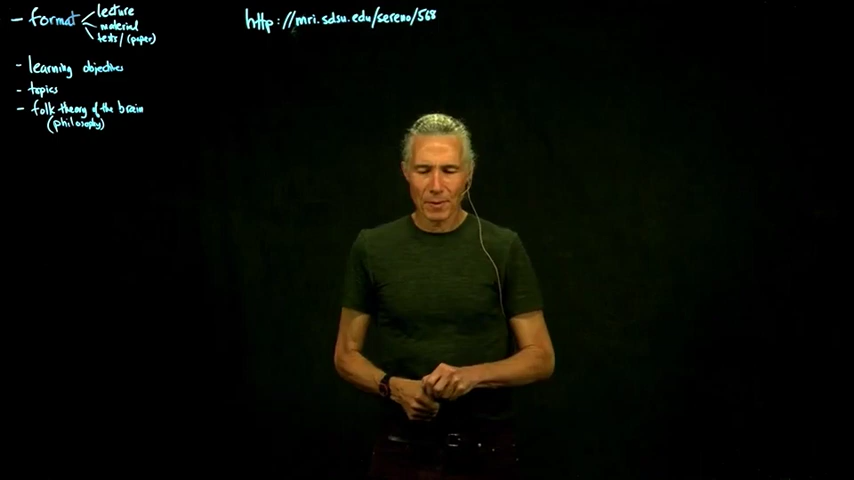 - format
lecture
material
tests/(paper)
- learning objectives
- topics
- folk theory of the brain
(philosophy)
http://mri.sdsu.edu/sereno/568